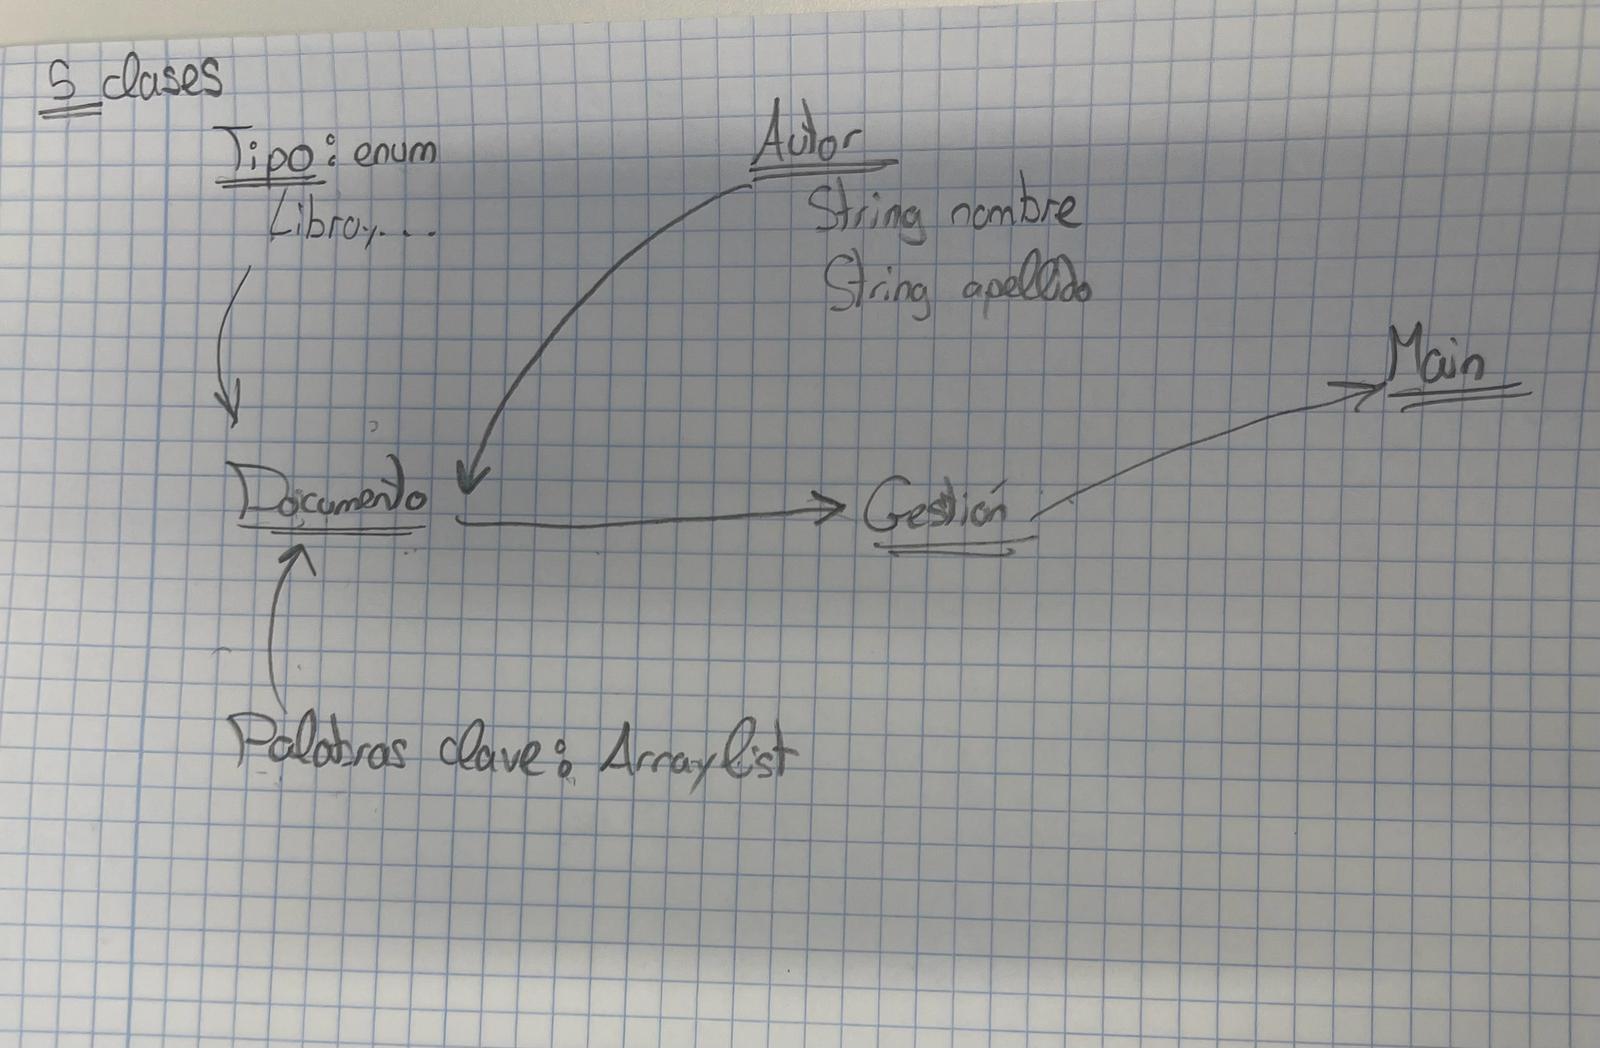 5 clases
Tipo: enum
Libro,...
Autor
String nombre
String apellido
Main
Documento
Gestión
Palabras clave: Arraylist